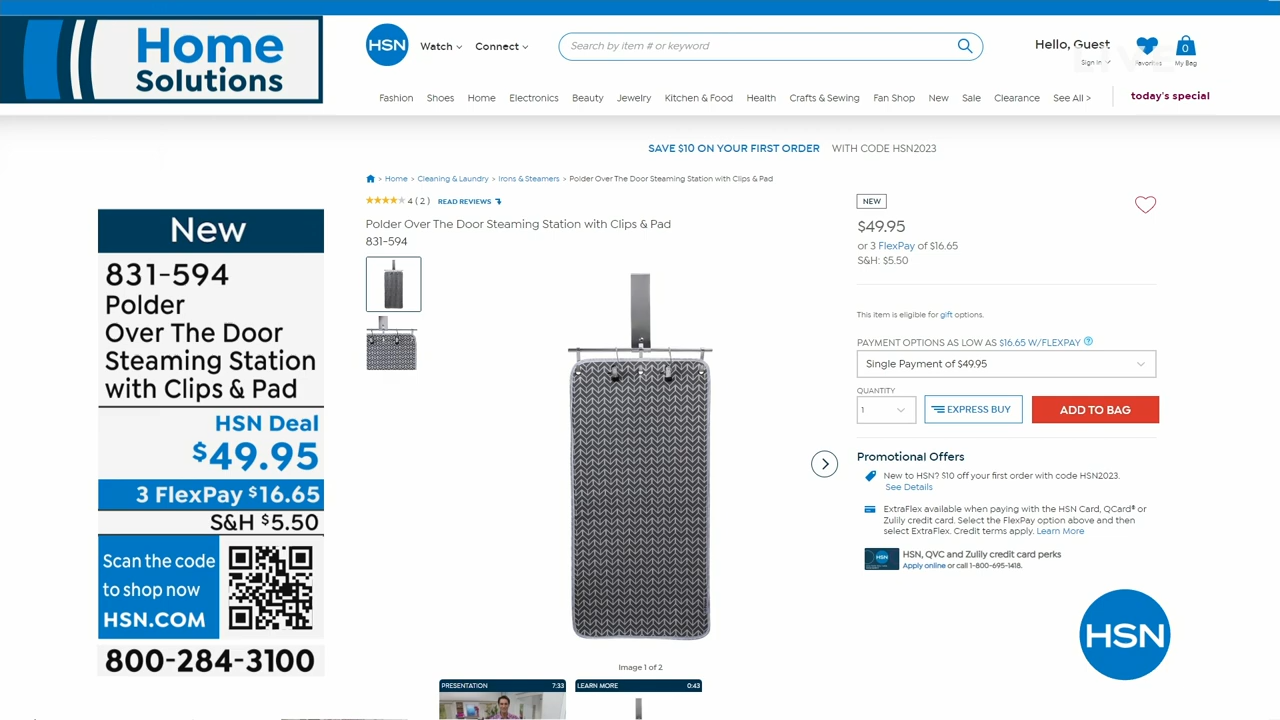 Home
Solutions
HSN
Watch
Connect
Search by item # or keyword
Hello, Guest
Sign In
Favorites
0
My Bag
Fashion
Shoes
Home
Electronics
Beauty
Jewelry
Kitchen & Food
Health
Crafts & Sewing
Fan Shop
New
Sale
Clearance
See All >
today's special
SAVE $10 ON YOUR FIRST ORDER WITH CODE HSN2023
> Home > Cleaning & Laundry > Irons & Steamers > Polder Over The Door Steaming Station with Clips & Pad
4 ( 2 ) READ REVIEWS
Polder Over The Door Steaming Station with Clips & Pad
831-594
New
831-594
Polder
Over The Door
Steaming Station
with Clips & Pad
HSN Deal
$49.95
3 FlexPay $16.65
S&H $5.50
Scan the code
to shop now
HSN.COM
800-284-3100
Image 1 of 2
PRESENTATION 7:33
LEARN MORE 0:43
NEW
$49.95
or 3 FlexPay of $16.65
S&H: $5.50
This item is eligible for gift options.
PAYMENT OPTIONS AS LOW AS $16.65 W/FLEXPAY ?
Single Payment of $49.95
QUANTITY
1
EXPRESS BUY
ADD TO BAG
Promotional Offers
New to HSN? $10 off your first order with code HSN2023.
See Details
ExtraFlex available when paying with the HSN Card, QCard® or
Zulily credit card. Select the FlexPay option above and then
select ExtraFlex. Credit terms apply. Learn More
HSN
HSN, QVC and Zulily credit card perks
Apply online or call 1-800-695-1418.
HSN